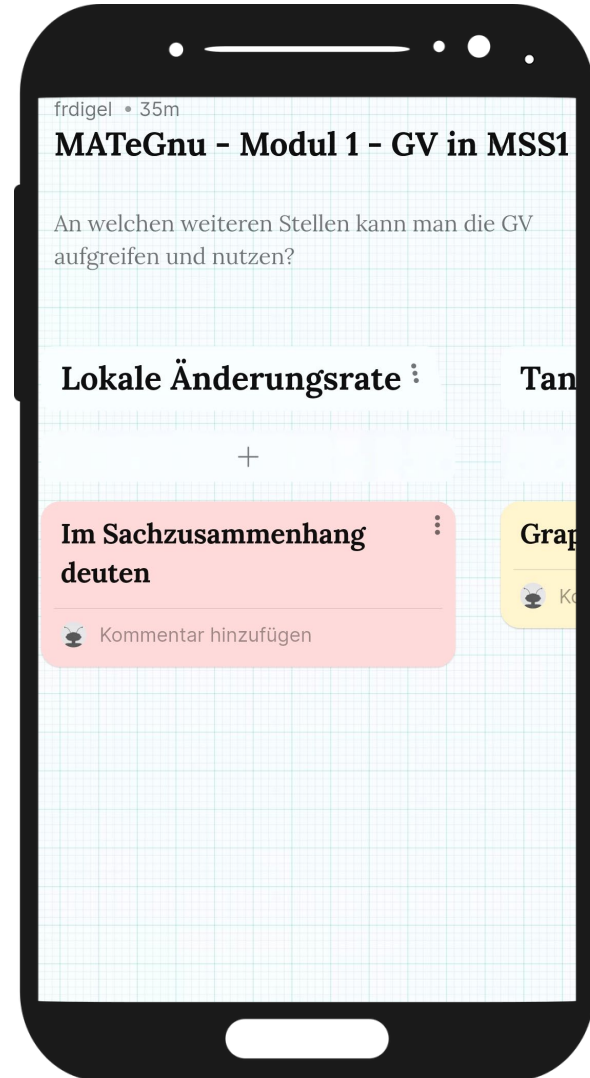 frdigel • 35m
MATeGnu - Modul 1 - GV in MSS1
An welchen weiteren Stellen kann man die GV
aufgreifen und nutzen?
Lokale Änderungsrate
Tan
+
Im Sachzusammenhang
deuten
Grap
Kommentar hinzufügen
Ko